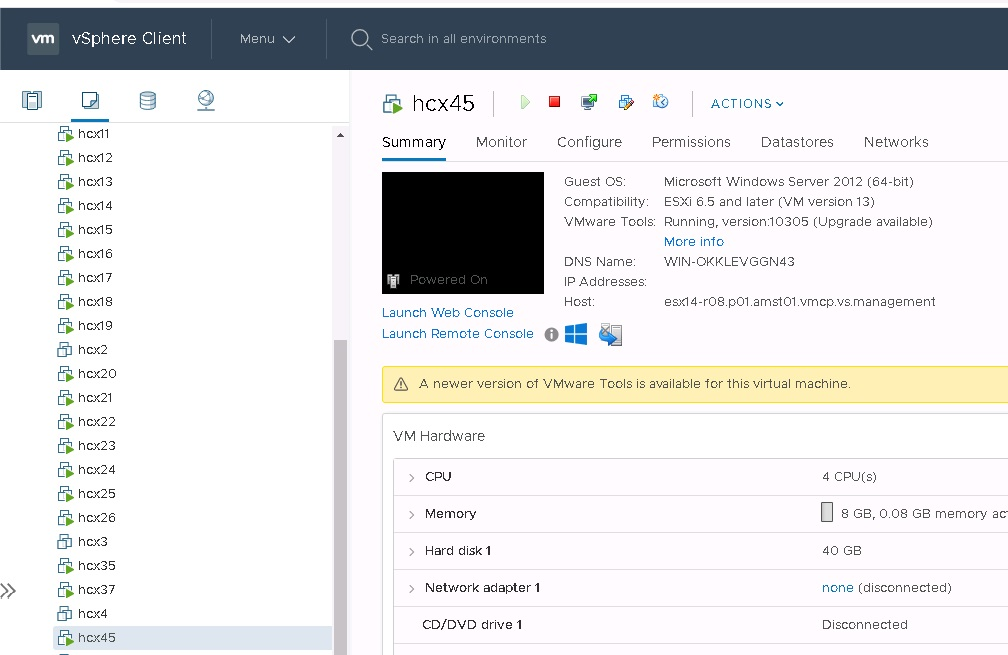 vm vSphere Client Menu Search in all environments
hcx11
hcx12
hcx13
hcx14
hcx15
hcx16
hcx17
hcx18
hcx19
hcx2
hcx20
hcx21
hcx22
hcx23
hcx24
hcx25
hcx26
hcx3
hcx35
hcx37
hcx4
hcx45
hcx45 ACTIONS
Summary Monitor Configure Permissions Datastores Networks
Powered On
Launch Web Console
Launch Remote Console
Guest OS: Microsoft Windows Server 2012 (64-bit)
Compatibility: ESXi 6.5 and later (VM version 13)
VMware Tools: Running, version:10305 (Upgrade available)
More info
DNS Name: WIN-OKKLEVGGN43
IP Addresses:
Host: esx14-r08.p01.amst01.vmcp.vs.management
A newer version of VMware Tools is available for this virtual machine.
VM Hardware
CPU 4 CPU(s)
Memory 8 GB, 0.08 GB memory act
Hard disk 1 40 GB
Network adapter 1 none (disconnected)
CD/DVD drive 1 Disconnected